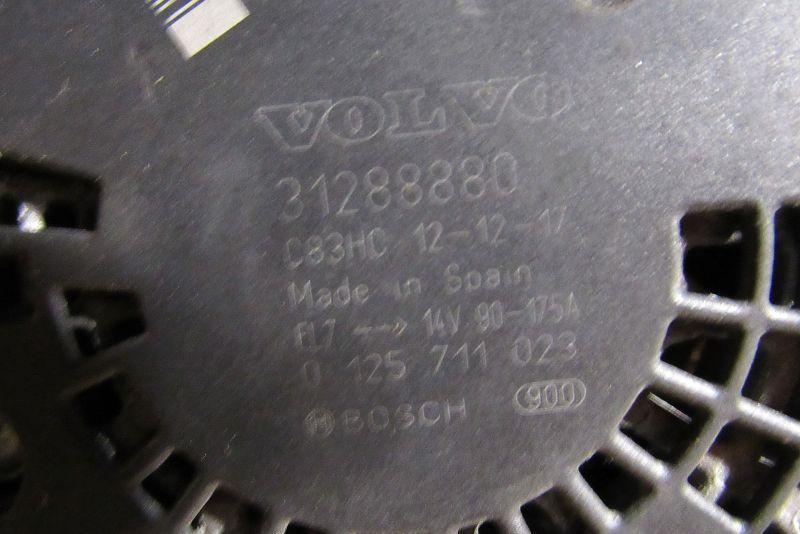 VOLVO
31288880
C83HC 12-12-17
Made in Spain
EL7 <--> 14V 90-175A
0 125 711 023
BOSCH 900